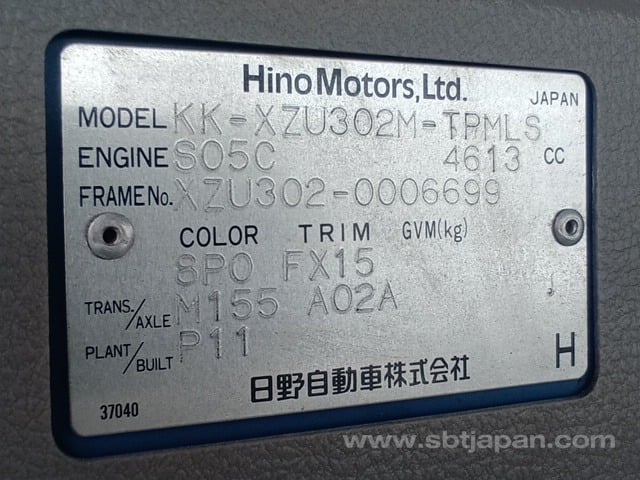 Hino Motors, Ltd.
JAPAN
MODEL KK-XZU302M-TPMLS
ENGINE S05C 4613 CC
FRAME No. XZU302-0006699
COLOR TRIM GVM(kg)
8P0 FX15
TRANS./AXLE M155 A02A
PLANT/BUILT P11
H
日野自動車株式会社
37040
www.sbtjapan.com